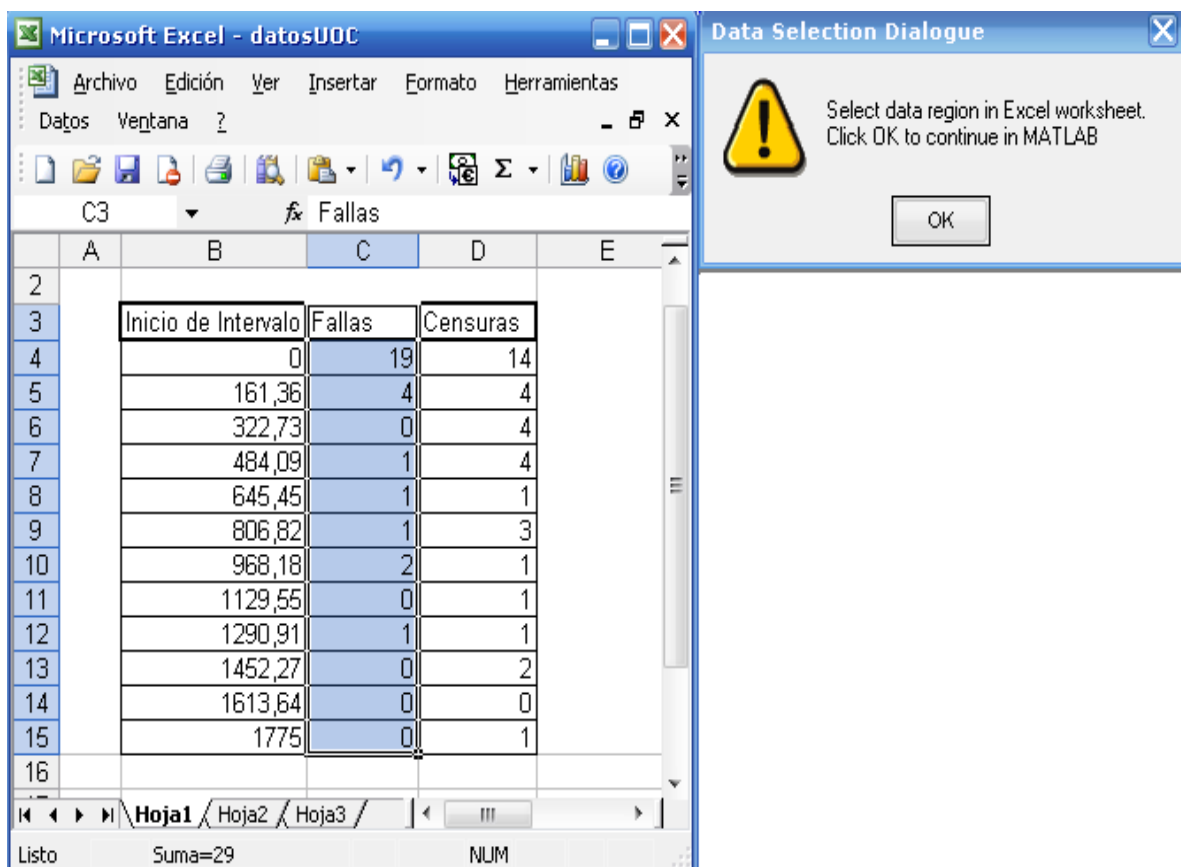 Microsoft Excel - datosUOC
Archivo Edición Ver Insertar Formato Herramientas
Datos Ventana ?
C3 fx Fallas
A B C D E
2
3 Inicio de Intervalo Fallas Censuras
4 0 19 14
5 161,36 4 4
6 322,73 0 4
7 484,09 1 4
8 645,45 1 1
9 806,82 1 3
10 968,18 2 1
11 1129,55 0 1
12 1290,91 1 1
13 1452,27 0 2
14 1613,64 0 0
15 1775 0 1
16
Hoja1 Hoja2 Hoja3
Listo Suma=29 NUM
Data Selection Dialogue
Select data region in Excel worksheet.
Click OK to continue in MATLAB
OK